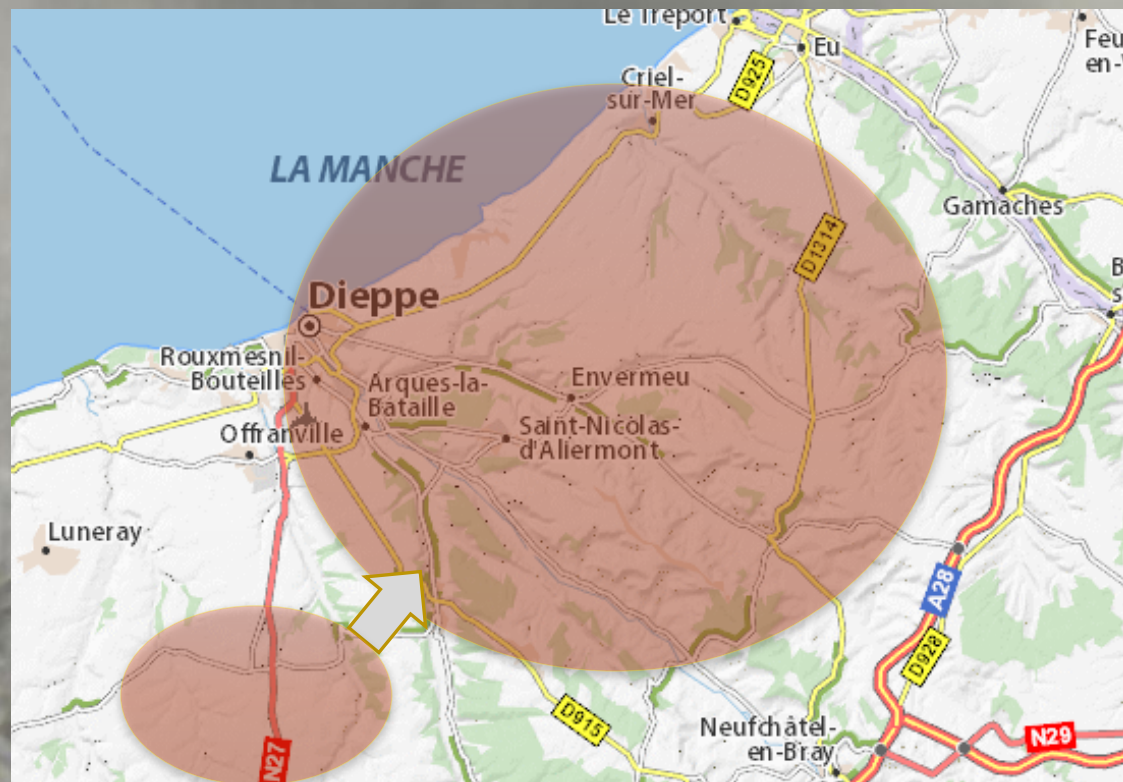 Le Tréport
Eu
Feu
en-
Criel-
sur-Mer
D925
LA MANCHE
Gamaches
D1314
B
s
Dieppe
Rouxmesnil-
Bouteilles
Arques-la-
Bataille
Envermeu
Offranville
Saint-Nicolas-
d'Aliermont
Luneray
A28
D928
D915
Neufchâtel-
en-Bray
N27
N29